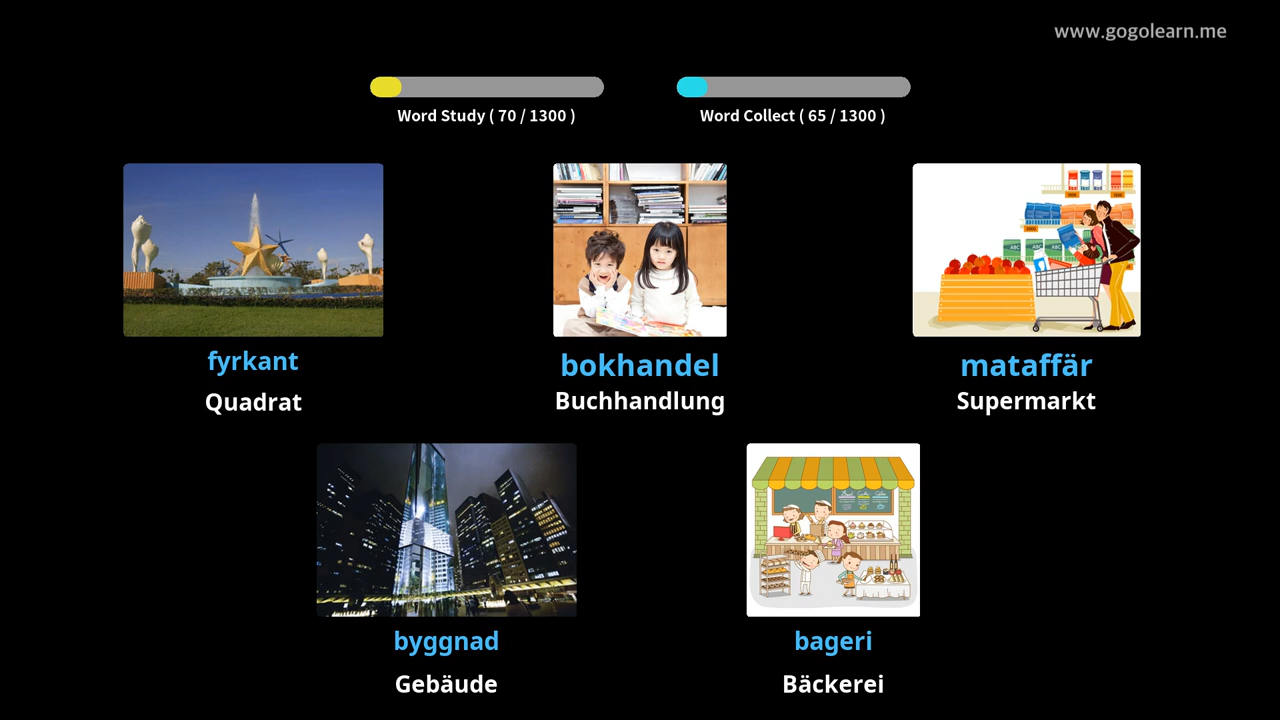 www.gogolearn.me
Word Study ( 70 / 1300 )
Word Collect ( 65 / 1300 )
fyrkant
Quadrat
bokhandel
Buchhandlung
mataffär
Supermarkt
byggnad
Gebäude
bageri
Bäckerei